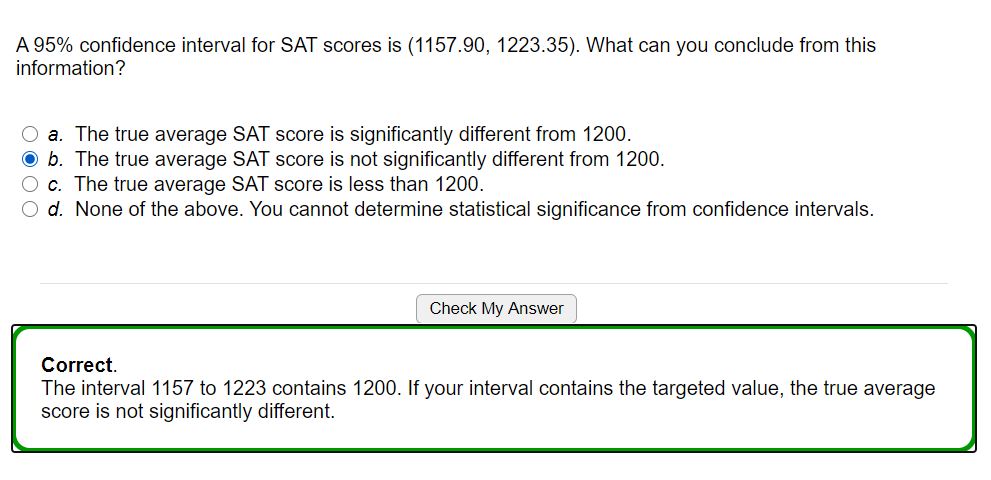 A 95% confidence interval for SAT scores is (1157.90, 1223.35). What can you conclude from this
information?
a. The true average SAT score is significantly different from 1200.
b. The true average SAT score is not significantly different from 1200.
c. The true average SAT score is less than 1200.
d. None of the above. You cannot determine statistical significance from confidence intervals.
Check My Answer
Correct.
The interval 1157 to 1223 contains 1200. If your interval contains the targeted value, the true average
score is not significantly different.